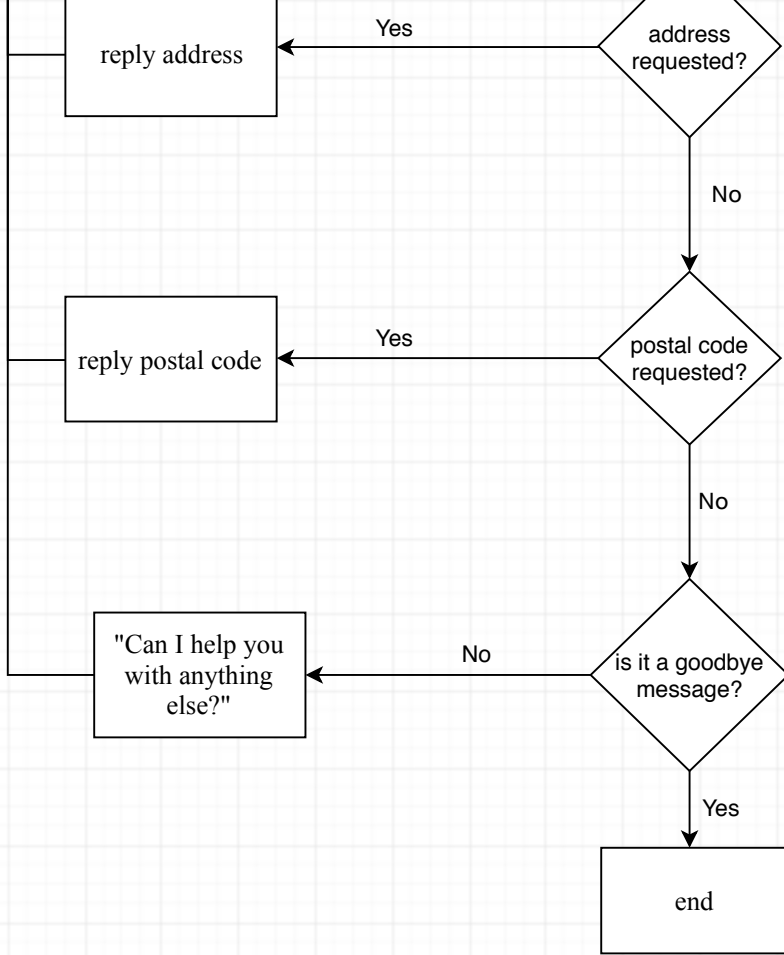 reply address
Yes
address
requested?
No
reply postal code
Yes
postal code
requested?
No
"Can I help you
with anything
else?"
No
is it a goodbye
message?
Yes
end